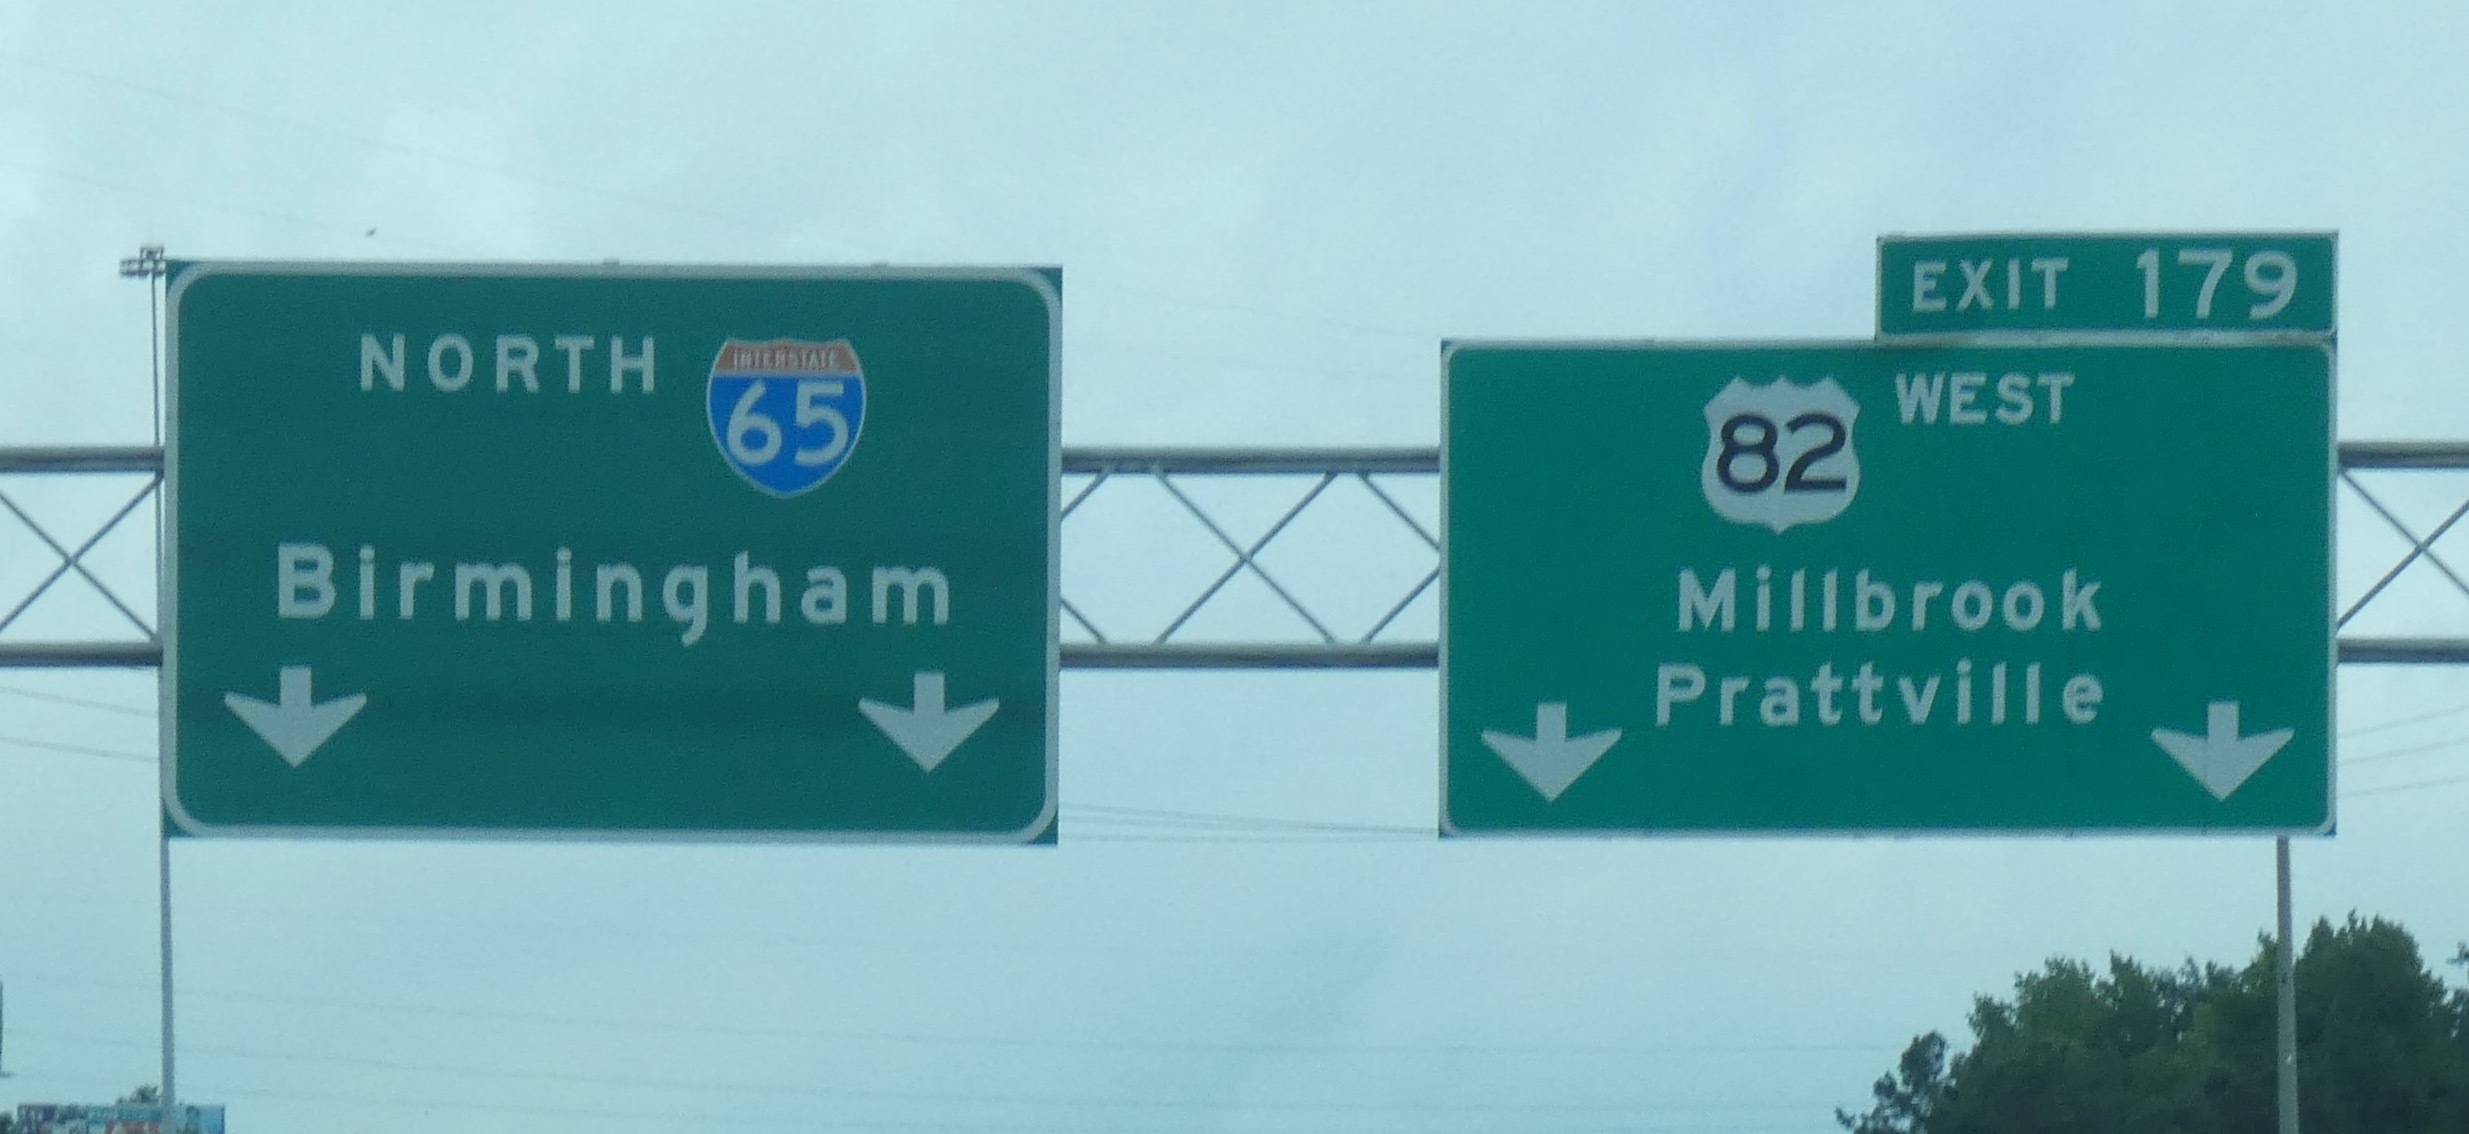 NORTH INTERSTATE 65
Birmingham
EXIT 179
82 WEST
Millbrook
Prattville